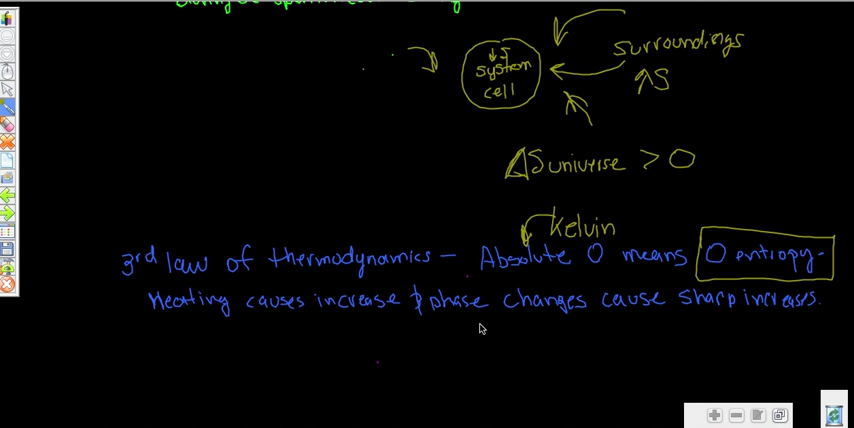 surroundings
↓S
system
cell
↑S
ΔS universe > 0
Kelvin
3rd law of thermodynamics - Absolute 0 means 0 entropy.
Heating causes increase & phase changes cause sharp increases.